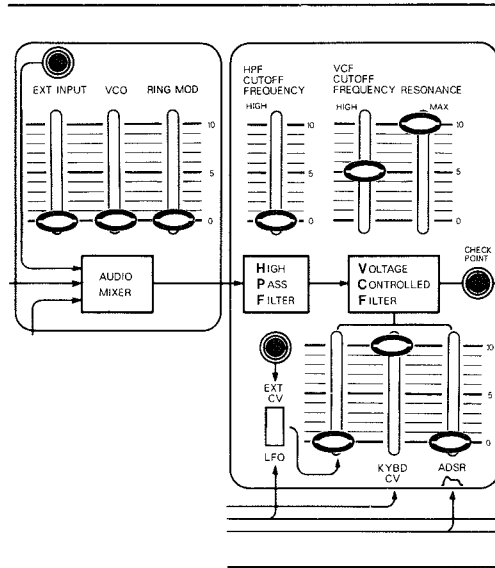 EXT INPUT VCO RING MOD
10
5
0
AUDIO
MIXER
HPF
CUTOFF
FREQUENCY
HIGH
10
5
0
VCF
CUTOFF
FREQUENCY
HIGH
RESONANCE
MAX
10
5
0
HIGH
PASS
FILTER
VOLTAGE
CONTROLLED
FILTER
CHECK
POINT
EXT
CV
LFO
KYBD
CV
ADSR
10
5
0